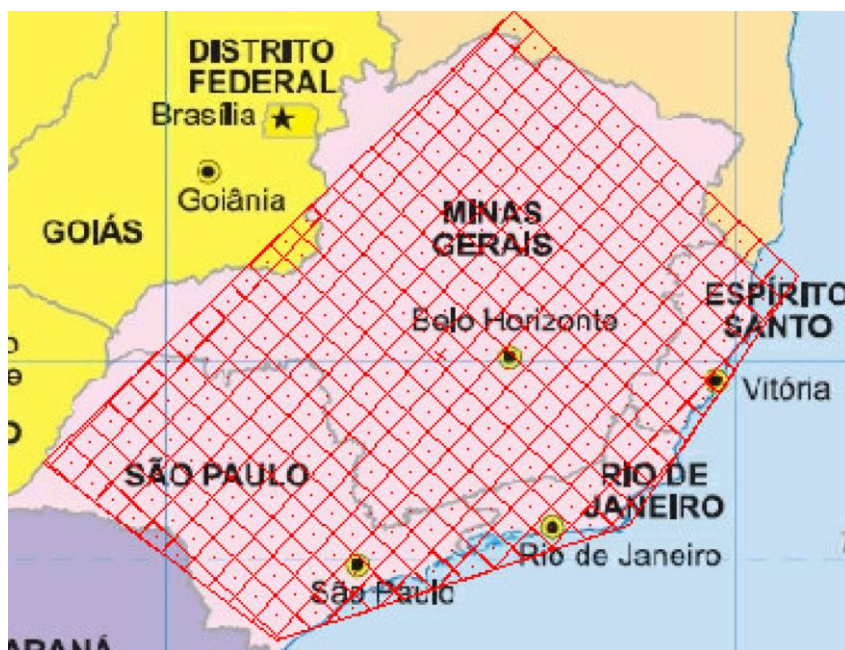 DISTRITO
FEDERAL
Brasília
Goiânia
GOIÁS
MINAS
GERAIS
ESPÍRITO
SANTO
Belo Horizonte
Vitória
SÃO PAULO
RIO DE
JANEIRO
Rio de Janeiro
São Paulo
ARANÁ